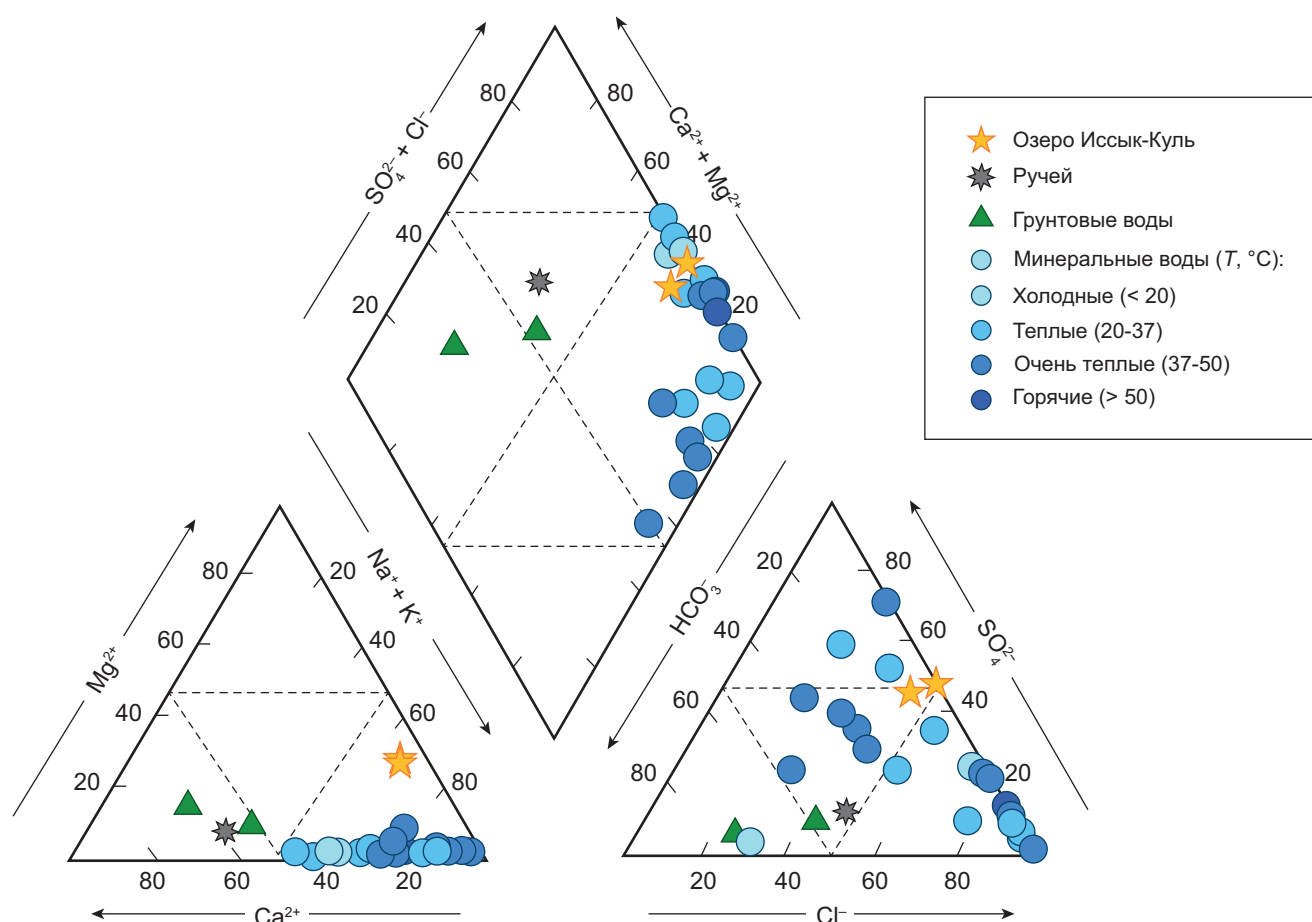 80
80
SO₄²⁻ + Cl⁻
Ca²⁺ + Mg²⁺
60
60
40
40
20
20
Озеро Иссык-Куль
Ручей
Грунтовые воды
Минеральные воды (T, °C):
Холодные (< 20)
Теплые (20-37)
Очень теплые (37-50)
Горячие (> 50)
Mg²⁺
Na⁺ + K⁺
80
20
60
40
40
60
20
80
80
60
40
20
Ca²⁺
HCO₃⁻
SO₄²⁻
20
80
40
60
60
40
80
20
20
40
60
80
Cl⁻